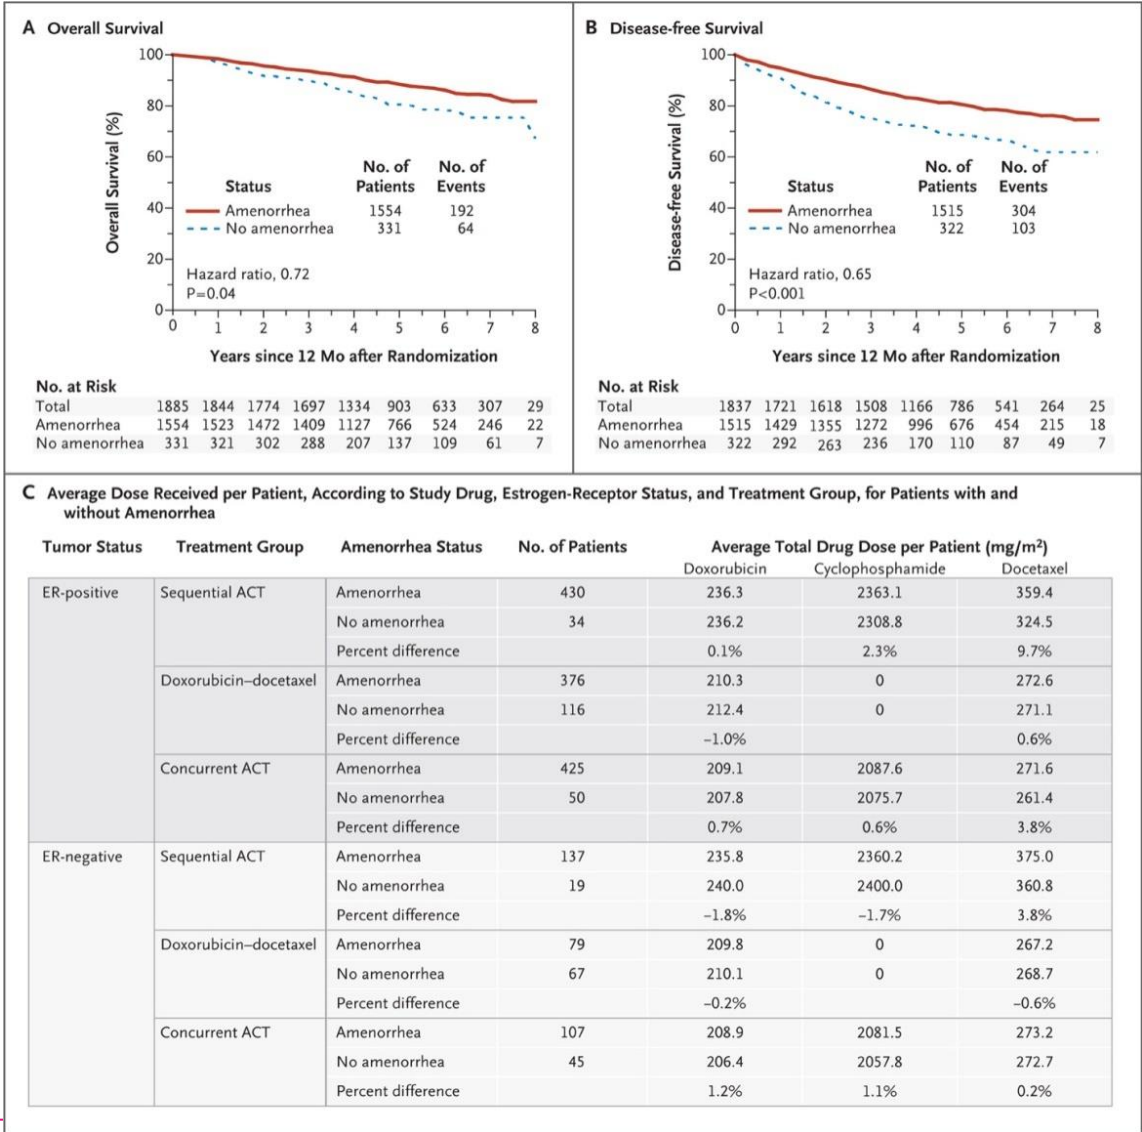 A Overall Survival
100
80
60
40
20
0
Overall Survival (%)
Status No. of Patients No. of Events
Amenorrhea 1554 192
No amenorrhea 331 64
Hazard ratio, 0.72
P=0.04
0 1 2 3 4 5 6 7 8
Years since 12 Mo after Randomization
No. at Risk
Total 1885 1844 1774 1697 1334 903 633 307 29
Amenorrhea 1554 1523 1472 1409 1127 766 524 246 22
No amenorrhea 331 321 302 288 207 137 109 61 7
B Disease-free Survival
100
80
60
40
20
0
Disease-free Survival (%)
Status No. of Patients No. of Events
Amenorrhea 1515 304
No amenorrhea 322 103
Hazard ratio, 0.65
P<0.001
0 1 2 3 4 5 6 7 8
Years since 12 Mo after Randomization
No. at Risk
Total 1837 1721 1618 1508 1166 786 541 264 25
Amenorrhea 1515 1429 1355 1272 996 676 454 215 18
No amenorrhea 322 292 263 236 170 110 87 49 7
C Average Dose Received per Patient, According to Study Drug, Estrogen-Receptor Status, and Treatment Group, for Patients with and
without Amenorrhea
Tumor Status Treatment Group Amenorrhea Status No. of Patients Average Total Drug Dose per Patient (mg/m²)
Doxorubicin Cyclophosphamide Docetaxel
ER-positive Sequential ACT Amenorrhea 430 236.3 2363.1 359.4
No amenorrhea 34 236.2 2308.8 324.5
Percent difference 0.1% 2.3% 9.7%
Doxorubicin–docetaxel Amenorrhea 376 210.3 0 272.6
No amenorrhea 116 212.4 0 271.1
Percent difference –1.0% 0.6%
Concurrent ACT Amenorrhea 425 209.1 2087.6 271.6
No amenorrhea 50 207.8 2075.7 261.4
Percent difference 0.7% 0.6% 3.8%
ER-negative Sequential ACT Amenorrhea 137 235.8 2360.2 375.0
No amenorrhea 19 240.0 2400.0 360.8
Percent difference –1.8% –1.7% 3.8%
Doxorubicin–docetaxel Amenorrhea 79 209.8 0 267.2
No amenorrhea 67 210.1 0 268.7
Percent difference –0.2% –0.6%
Concurrent ACT Amenorrhea 107 208.9 2081.5 273.2
No amenorrhea 45 206.4 2057.8 272.7
Percent difference 1.2% 1.1% 0.2%